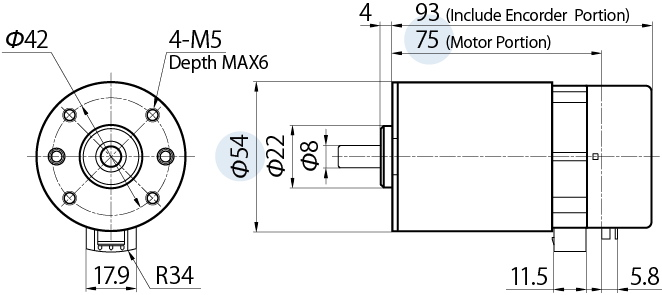 4 93 (Include Encorder Portion)
Φ42 4-M5 75 (Motor Portion)
Depth MAX6
Φ54 Φ22 Φ8
17.9 R34 11.5 5.8